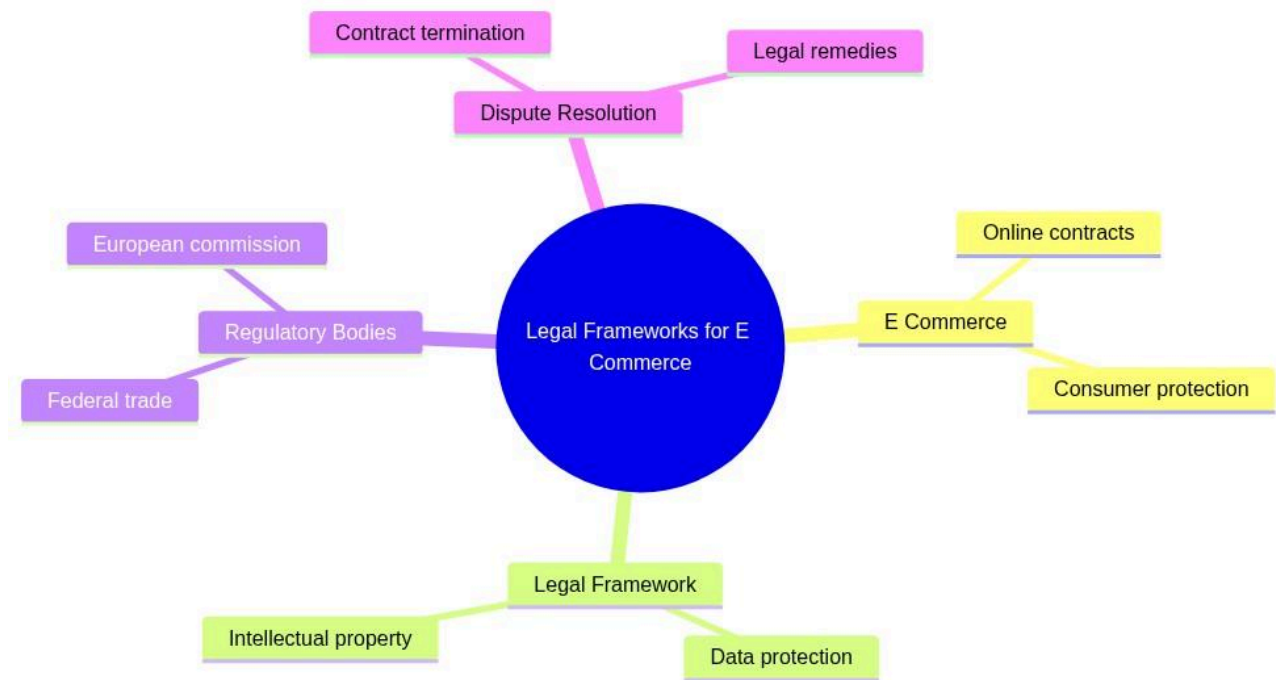 Contract termination
Legal remedies
Dispute Resolution
European commission
Online contracts
Regulatory Bodies
Legal Frameworks for E
Commerce
E Commerce
Federal trade
Consumer protection
Legal Framework
Intellectual property
Data protection